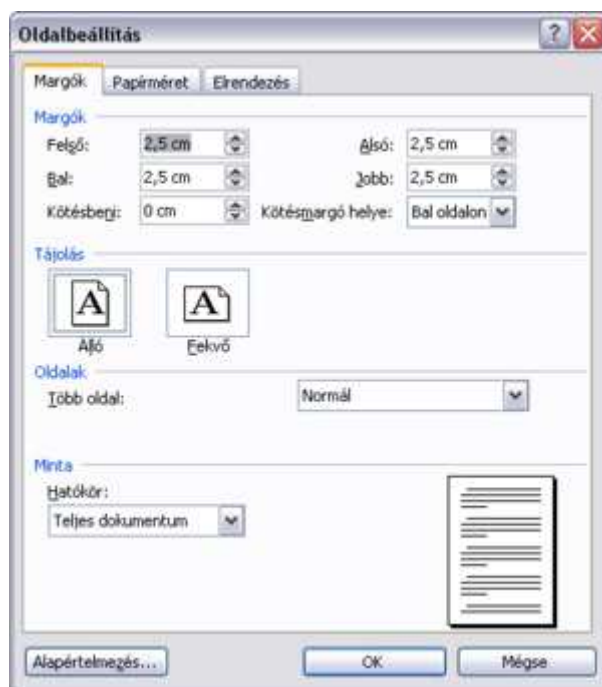 Oldalbeállítás
Margók Papírméret Elrendezés
Margók
Felső: 2,5 cm Alsó: 2,5 cm
Bal: 2,5 cm Jobb: 2,5 cm
Kötésbeni: 0 cm Kötésmargó helye: Bal oldalon
Tájolás
A A
Álló Fekvő
Oldalak
Több oldal: Normál
Minta
Hatókör:
Teljes dokumentum
Alapértelmezés... OK Mégse